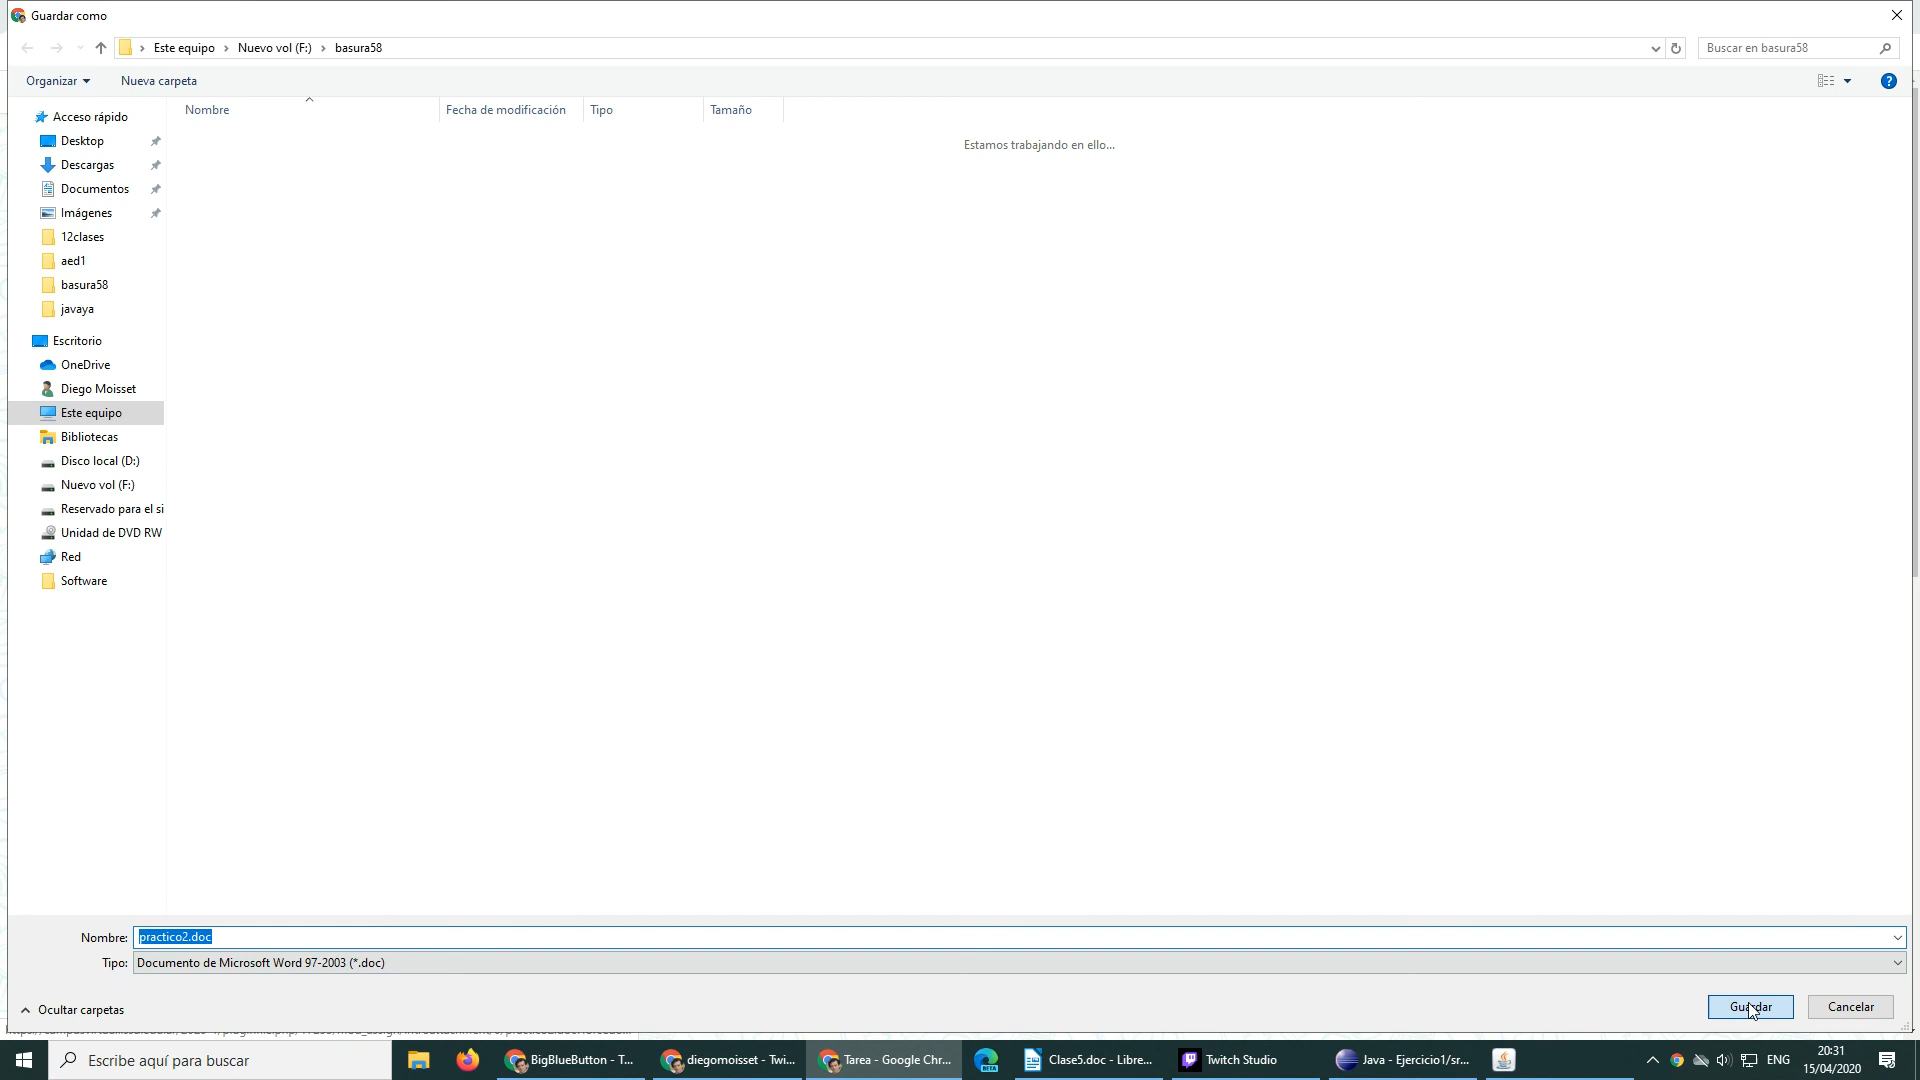 Guardar como
Este equipo
Nuevo vol (F:)
basura58
Buscar en basura58
Organizar
Nueva carpeta
Nombre
Fecha de modificación
Tipo
Tamaño
Estamos trabajando en ello...
Acceso rápido
Desktop
Descargas
Documentos
Imágenes
12clases
aed1
basura58
javaya
Escritorio
OneDrive
Diego Moisset
Este equipo
Bibliotecas
Disco local (D:)
Nuevo vol (F:)
Reservado para el si
Unidad de DVD RW
Red
Software
Nombre: practico2.doc
Tipo: Documento de Microsoft Word 97-2003 (*.doc)
Ocultar carpetas
Guardar
Cancelar
Escribe aquí para buscar
BigBlueButton - T...
diegomoisset - Twi...
Tarea - Google Chr...
BETA
Clase5.doc - Libre...
Twitch Studio
Java - Ejercicio1/sr...
ENG
20:31
15/04/2020